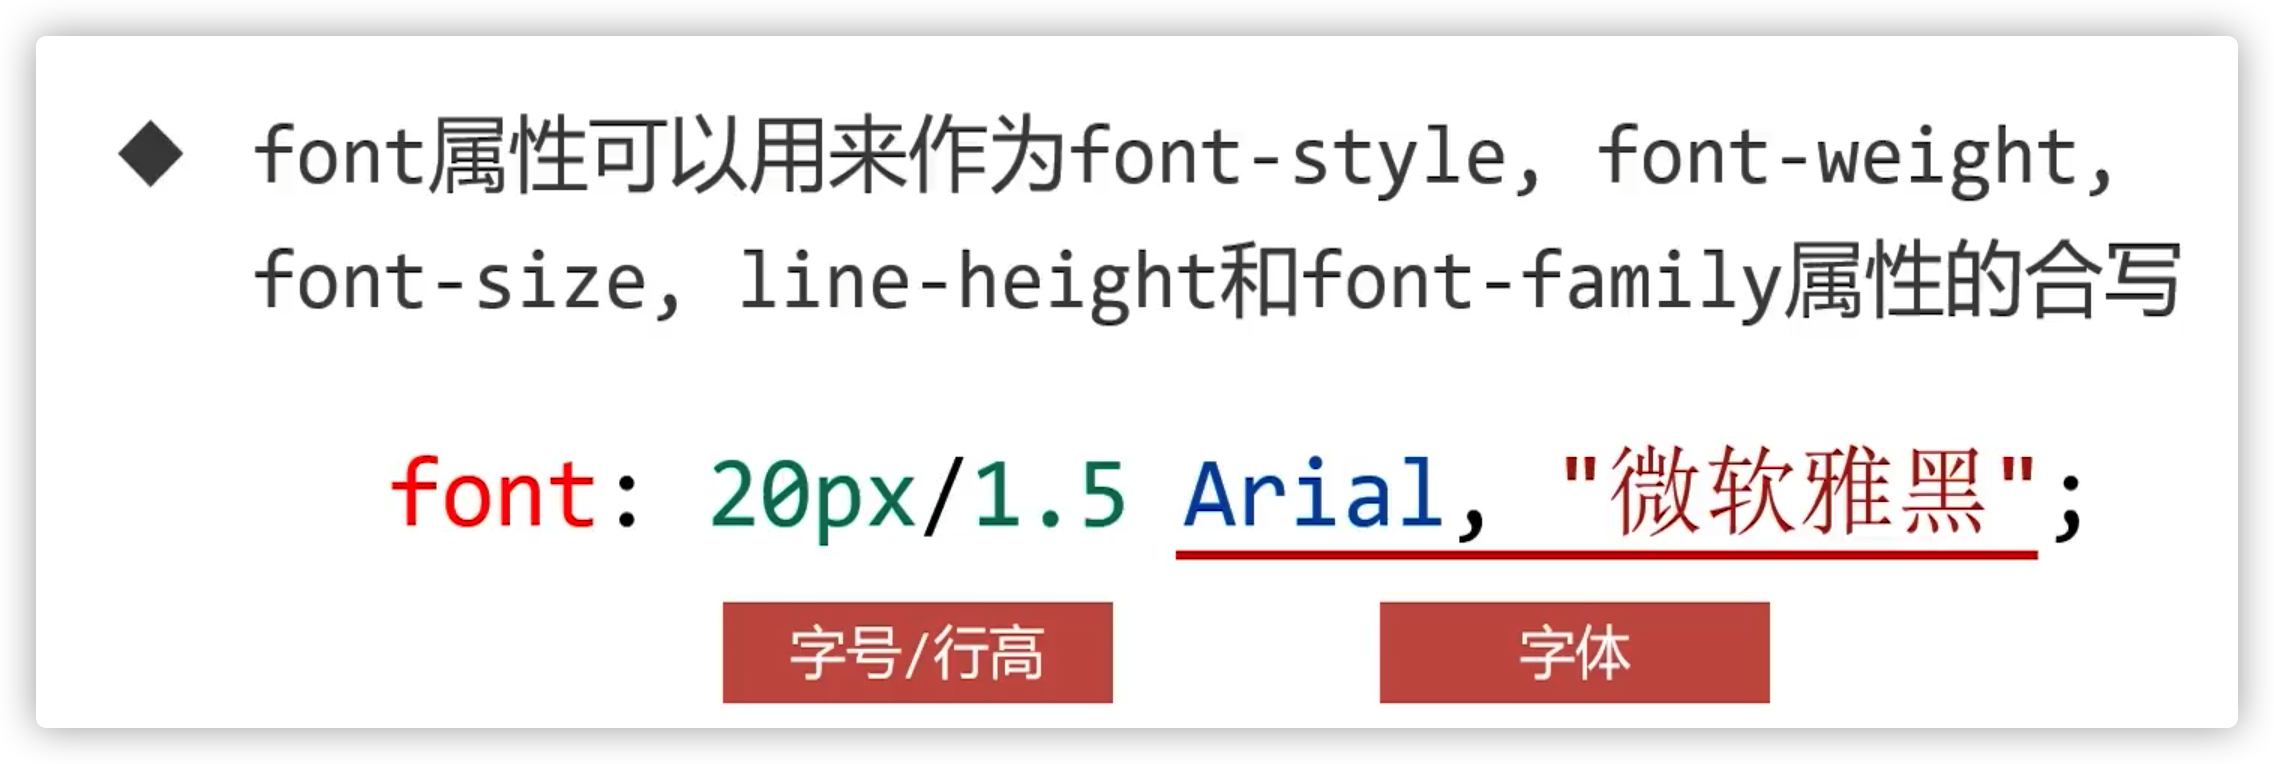 font属性可以用来作为font-style, font-weight,
font-size, line-height和font-family属性的合写
font: 20px/1.5 Arial, "微软雅黑";
字号/行高 字体